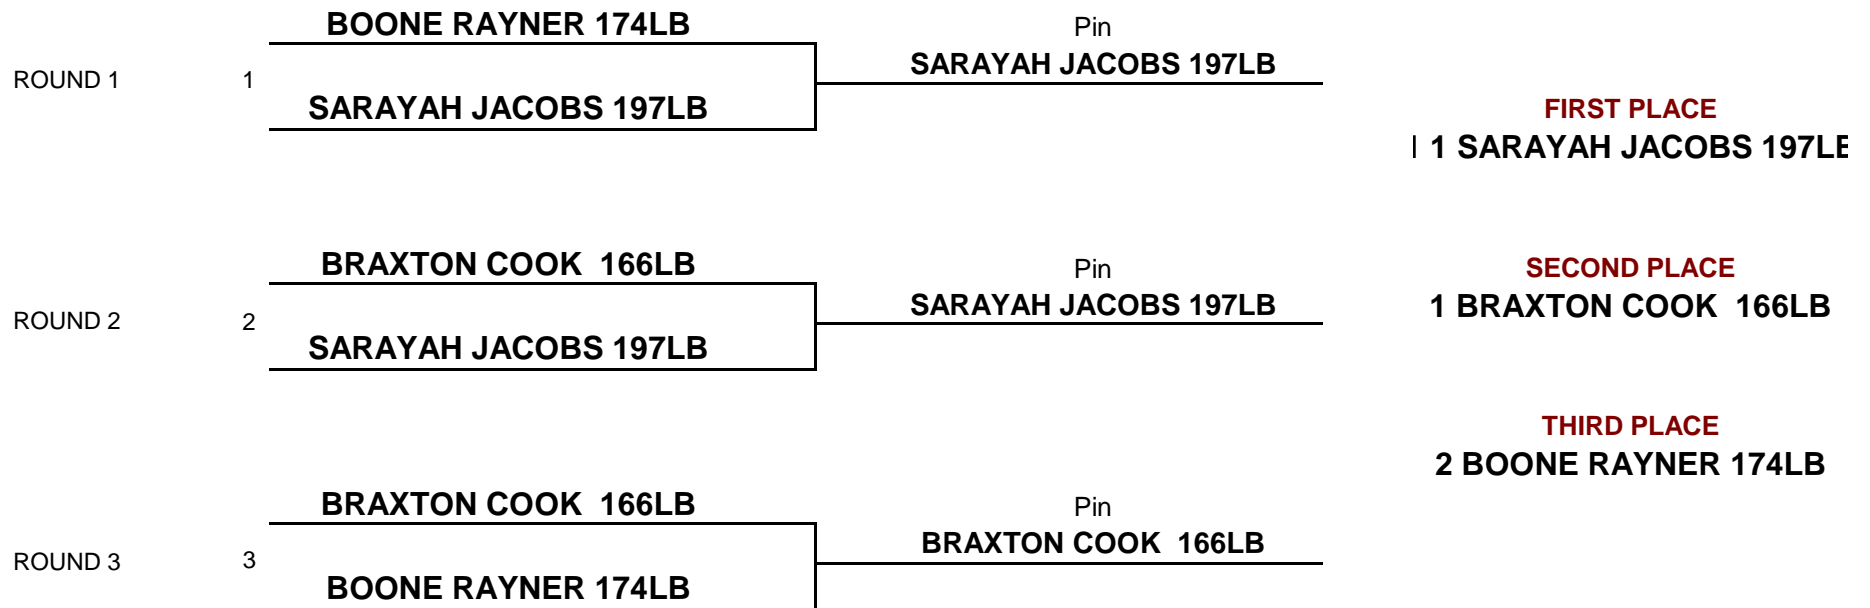 BOONE RAYNER 174LB
Pin
SARAYAH JACOBS 197LB
ROUND 1
1
SARAYAH JACOBS 197LB
FIRST PLACE
1 SARAYAH JACOBS 197LB
BRAXTON COOK  166LB
Pin
SECOND PLACE
SARAYAH JACOBS 197LB
1 BRAXTON COOK  166LB
ROUND 2
2
SARAYAH JACOBS 197LB
THIRD PLACE
2 BOONE RAYNER 174LB
BRAXTON COOK  166LB
Pin
BRAXTON COOK  166LB
ROUND 3
3
BOONE RAYNER 174LB